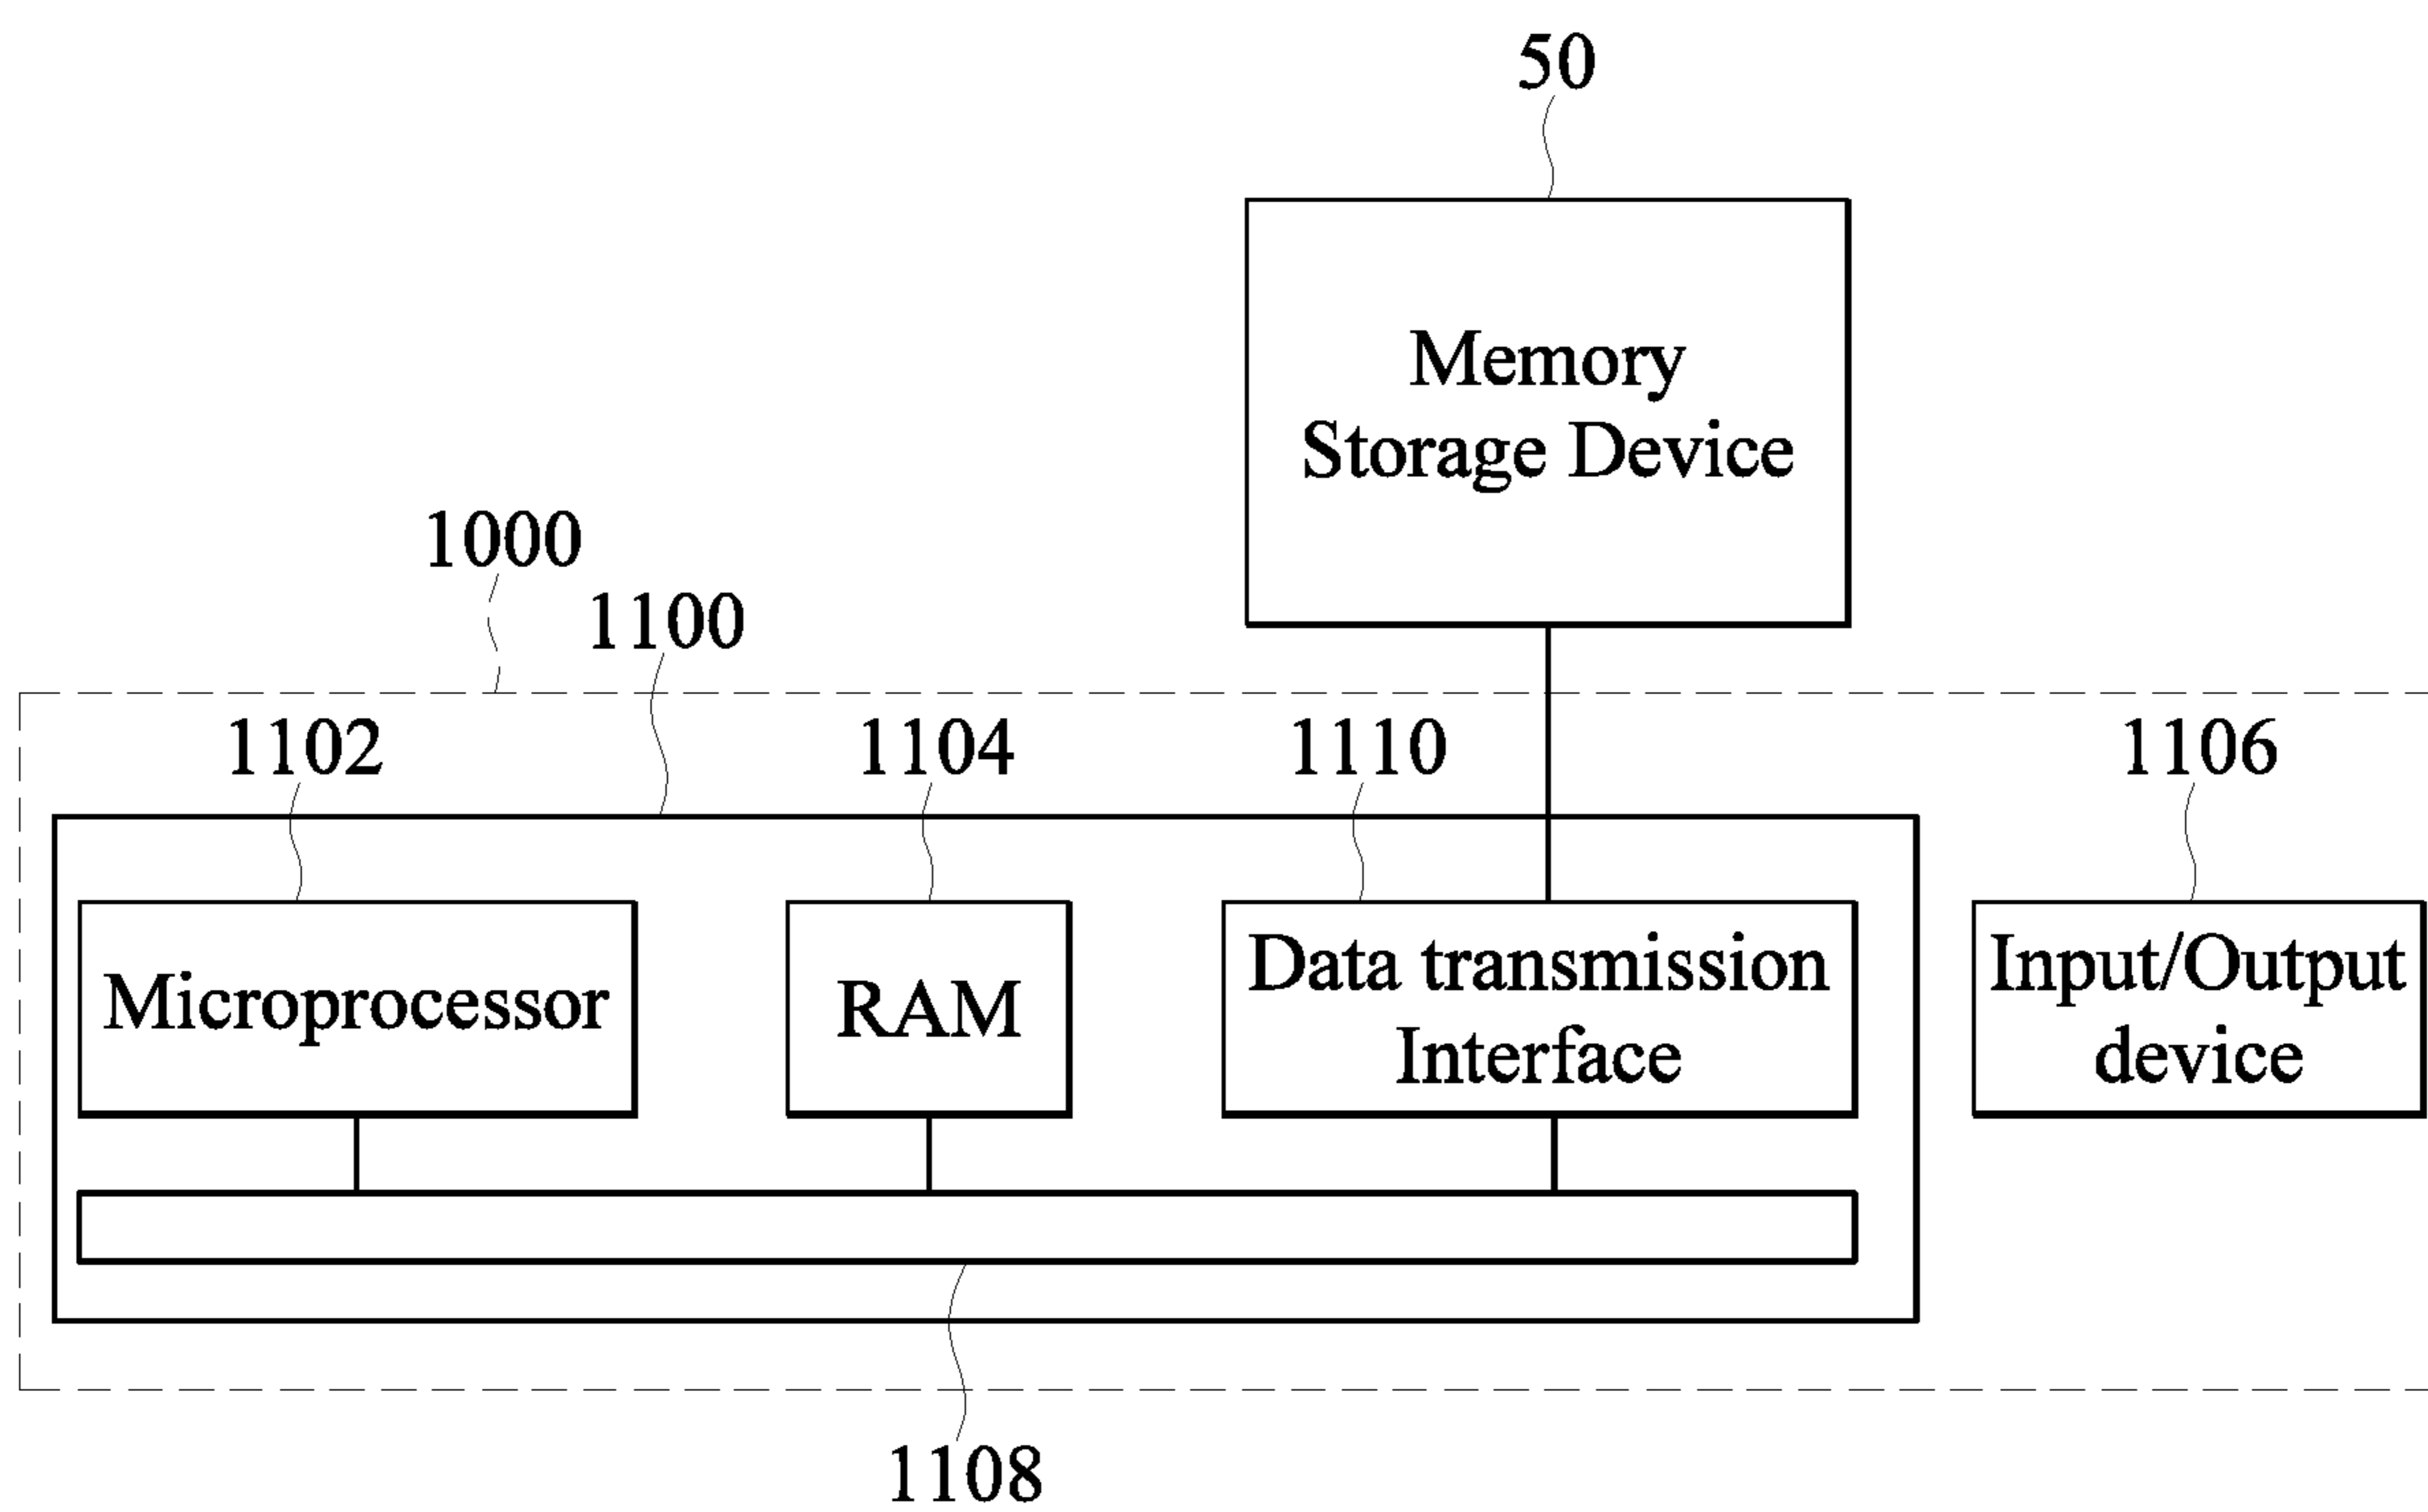 50
Memory
Storage Device
1000
1100
1102
1104
1110
1106
Microprocessor
RAM
Data transmission
Interface
Input/Output
device
1108